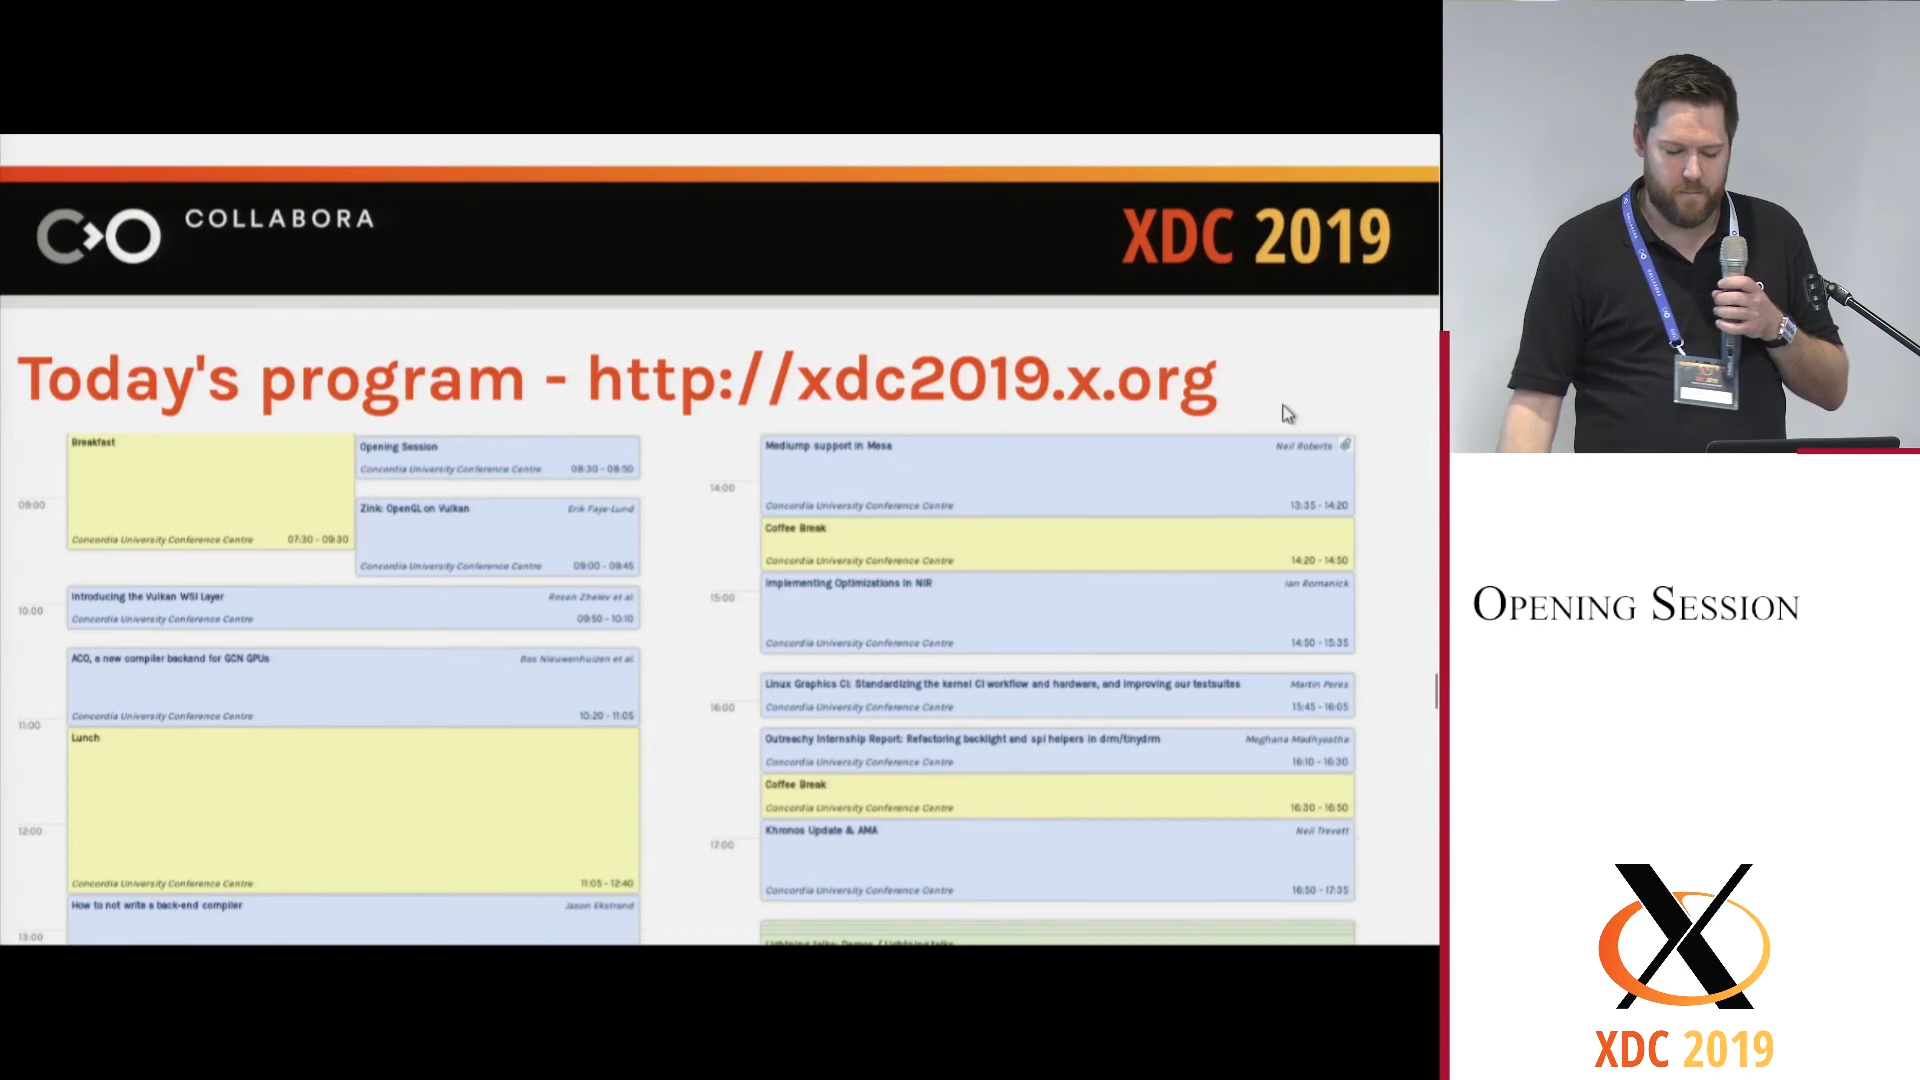 COLLABORA
XDC 2019
Today's program - http://xdc2019.x.org
Breakfast
Concordia University Conference Centre 07:30 - 09:30
Opening Session
Concordia University Conference Centre 08:30 - 08:50
09:00
Zink: OpenGL on Vulkan Erik Faye-Lund
Concordia University Conference Centre 09:00 - 09:45
10:00
Introducing the Vulkan WSI Layer Rosen Zhelev et al.
Concordia University Conference Centre 09:50 - 10:10
ACO, a new compiler backend for GCN GPUs Bas Nieuwenhuizen et al.
Concordia University Conference Centre 10:20 - 11:05
11:00
Lunch
12:00
Concordia University Conference Centre 11:05 - 12:40
How to not write a back-end compiler Jason Ekstrand
13:00
Mediump support in Mesa Neil Roberts
14:00
Concordia University Conference Centre 13:35 - 14:20
Coffee Break
Concordia University Conference Centre 14:20 - 14:50
Implementing Optimizations in NIR Ian Romanick
15:00
Concordia University Conference Centre 14:50 - 15:35
Linux Graphics CI: Standardizing the kernel CI workflow and hardware, and improving our testsuites Martin Peres
16:00
Concordia University Conference Centre 15:45 - 16:05
Outreachy Internship Report: Refactoring backlight and spi helpers in drm/tinydrm Meghana Madhyastha
Concordia University Conference Centre 16:10 - 16:30
Coffee Break
Concordia University Conference Centre 16:30 - 16:50
Khronos Update & AMA Neil Trevett
17:00
Concordia University Conference Centre 16:50 - 17:35
Lightning talks: Demos / Lightning talks
OPENING SESSION
XDC 2019